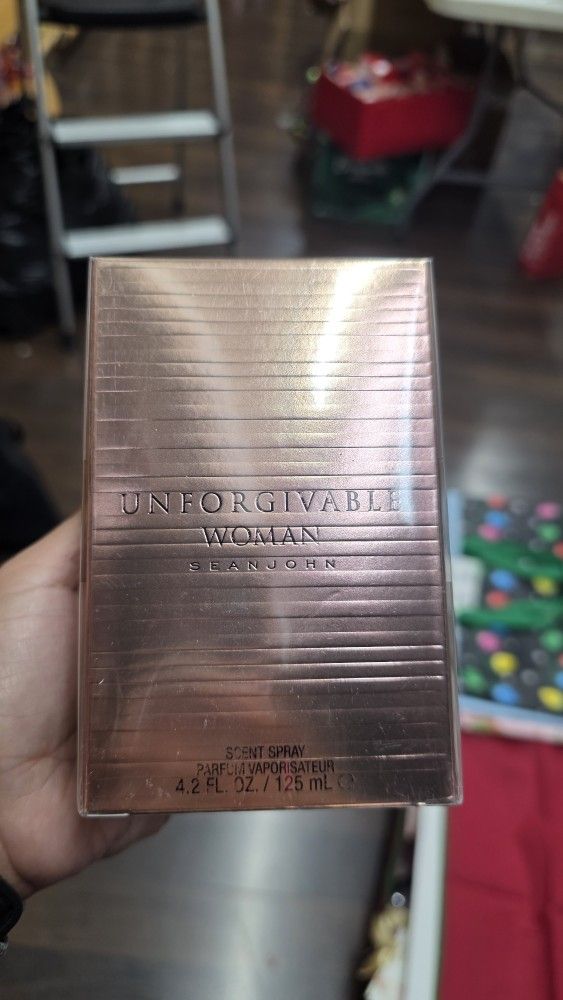 UNFORGIVABLE
WOMAN
SEANJOHN
SCENT SPRAY
PARFUM VAPORISATEUR
4.2 FL. OZ. / 125 mL ℮